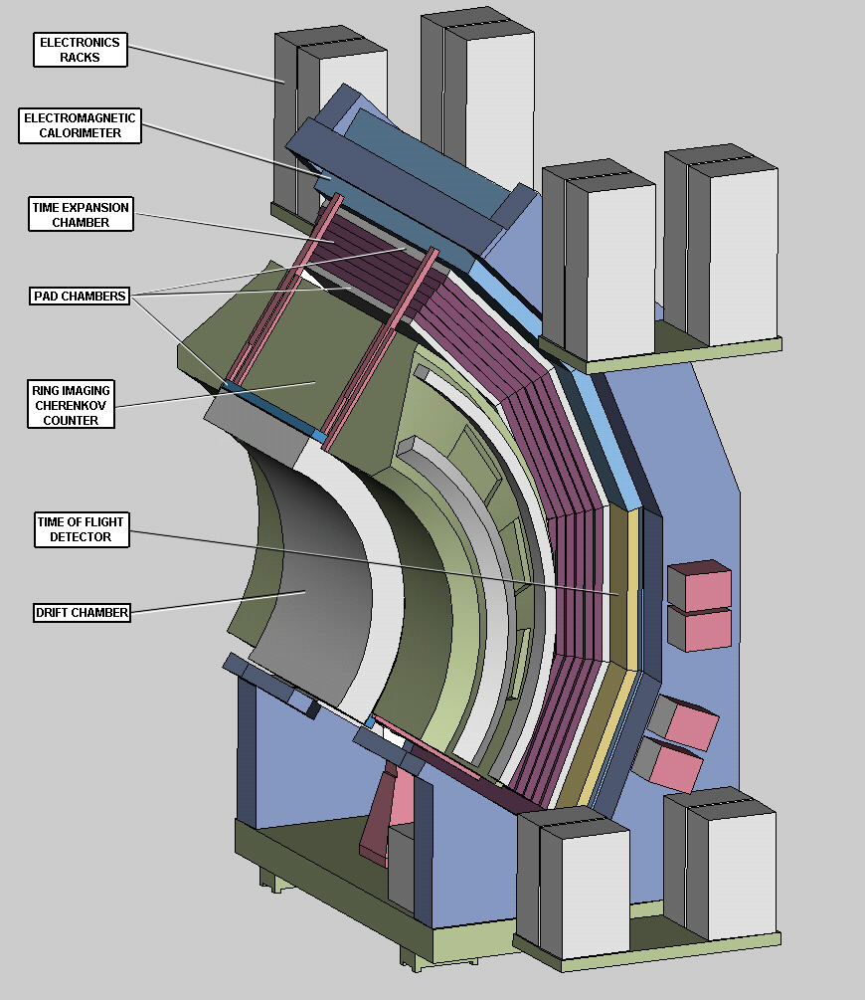 ELECTRONICS
RACKS
ELECTROMAGNETIC
CALORIMETER
TIME EXPANSION
CHAMBER
PAD CHAMBERS
RING IMAGING
CHERENKOV
COUNTER
TIME OF FLIGHT
DETECTOR
DRIFT CHAMBER